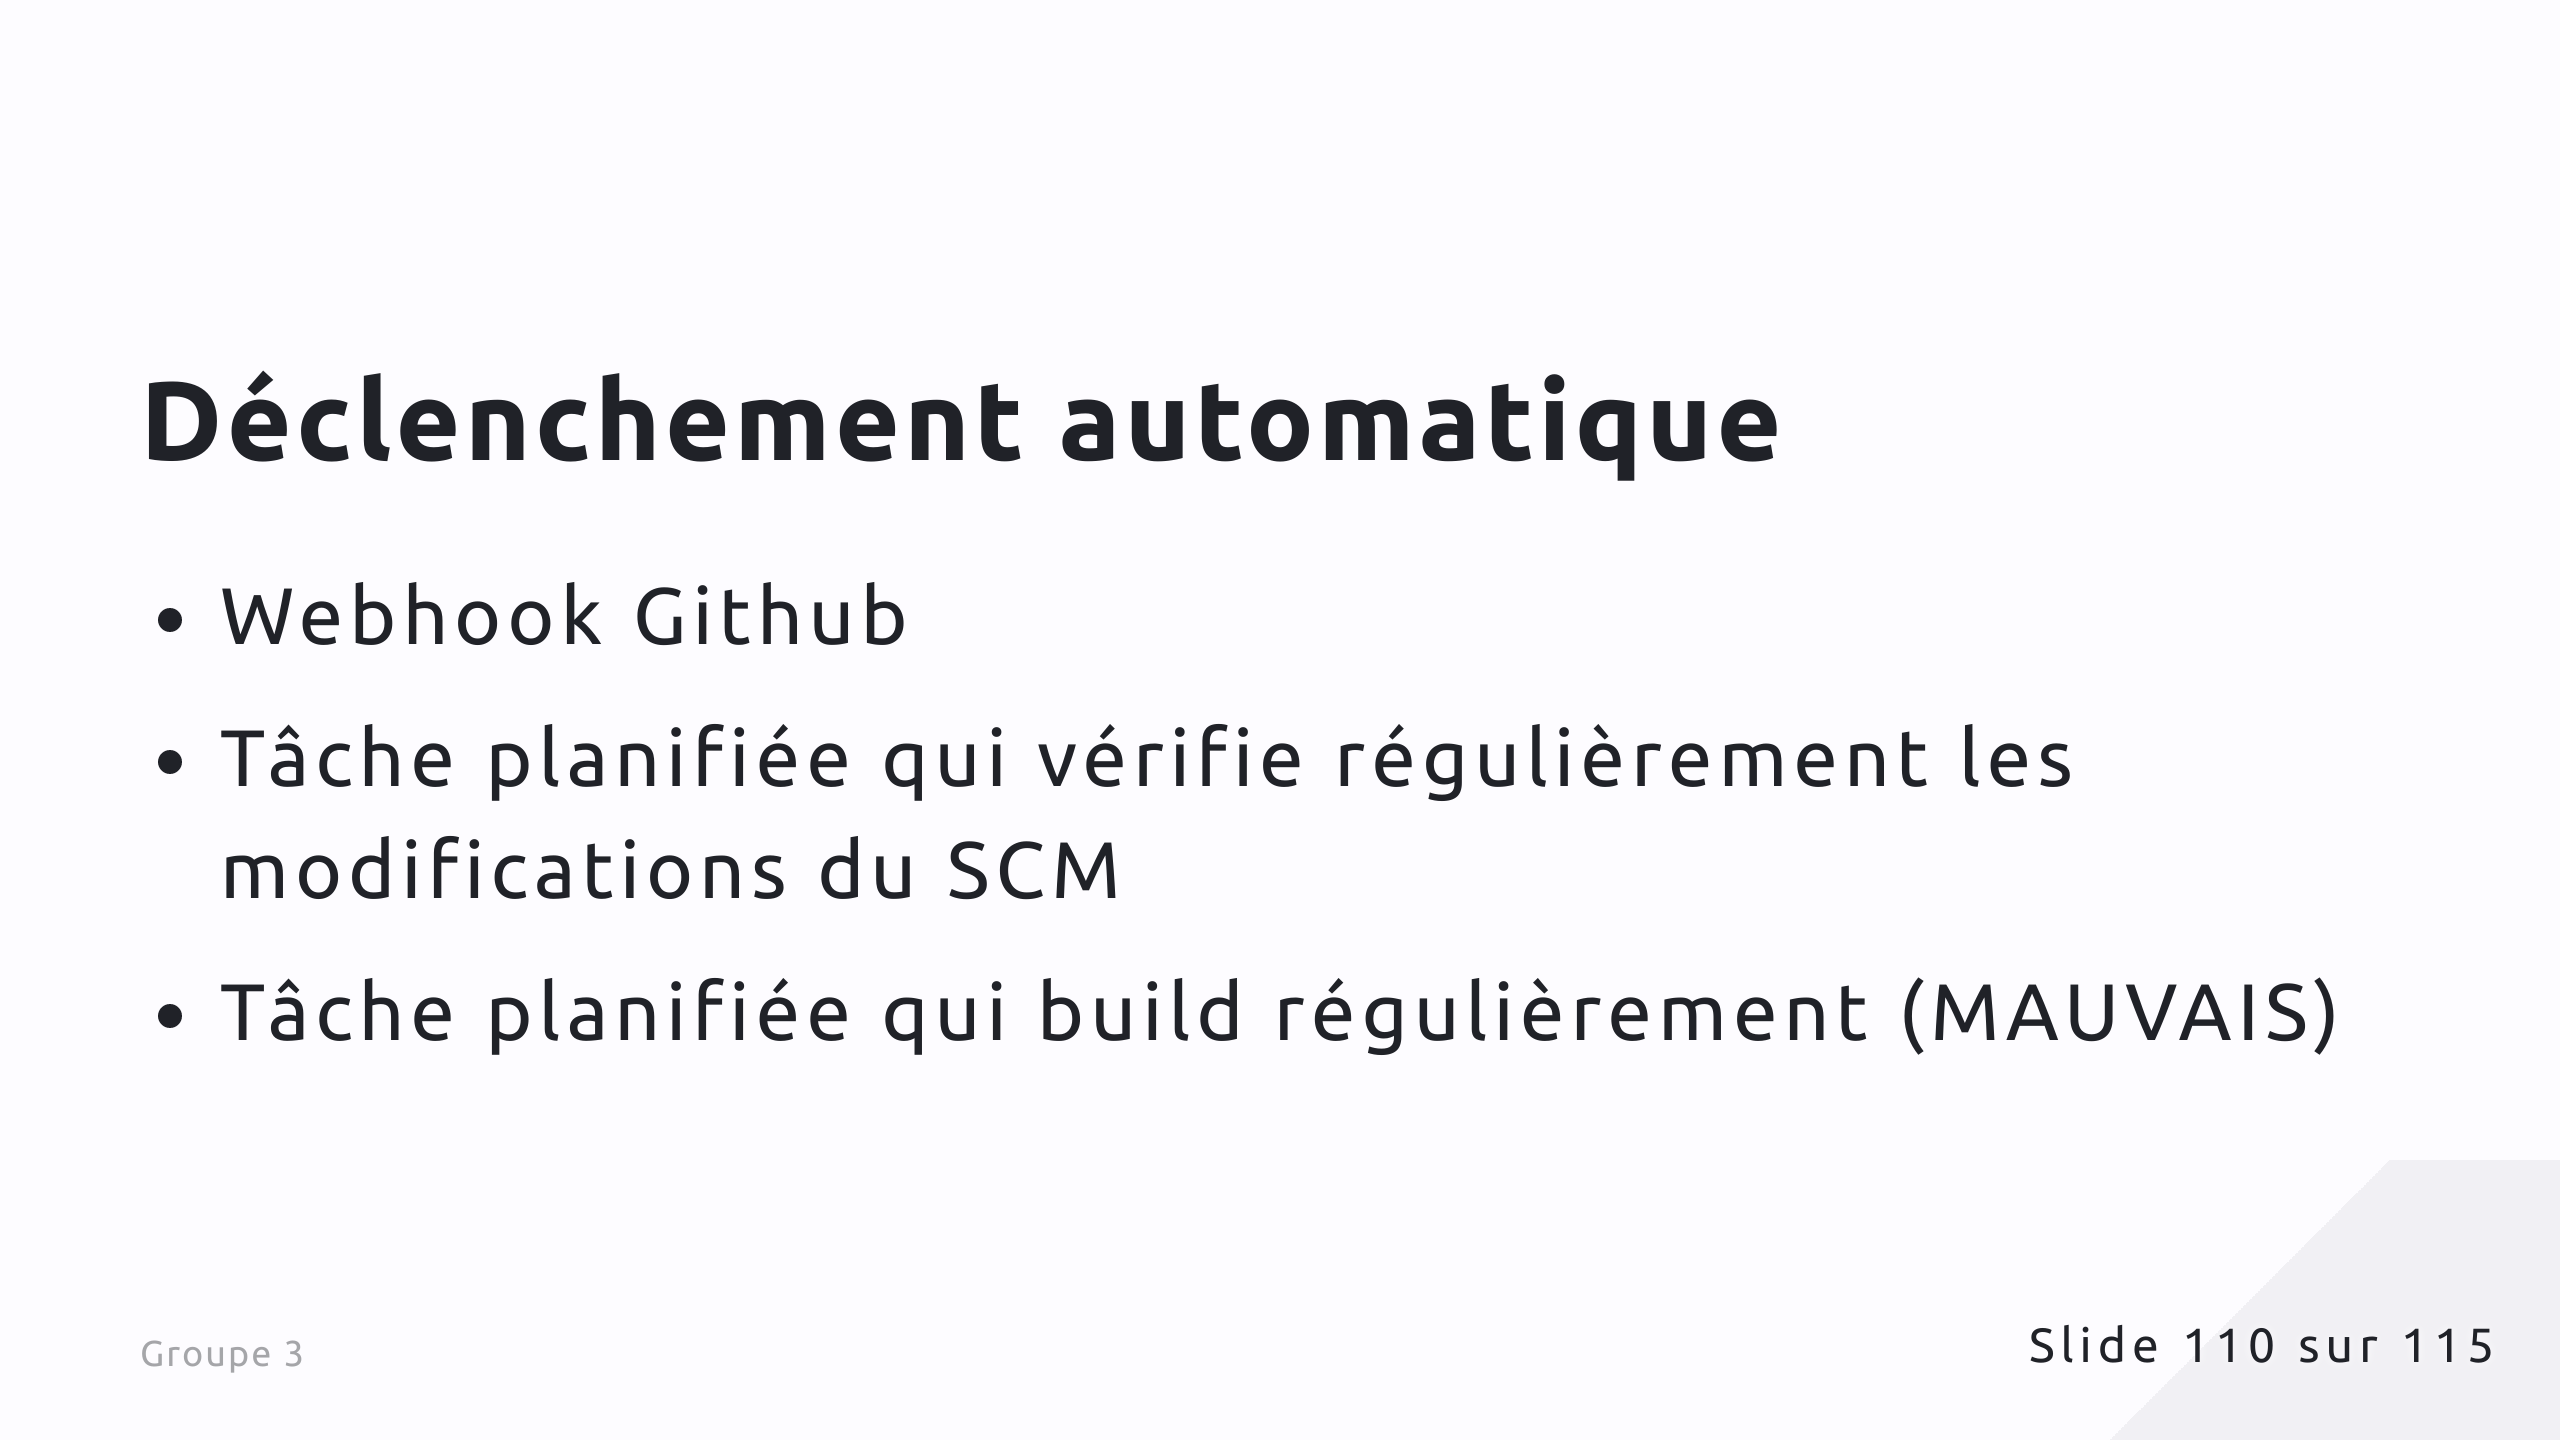 Déclenchement automatique
• Webhook Github
• Tâche planifiée qui vérifie régulièrement les
modifications du SCM
• Tâche planifiée qui build régulièrement (MAUVAIS)
Groupe 3
Slide 110 sur 115